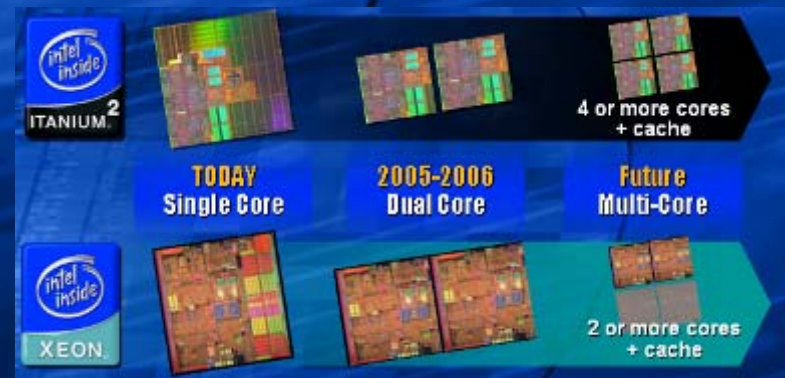 intel
inside
ITANIUM. 2
4 or more cores
+ cache
TODAY
Single Core
2005-2006
Dual Core
Future
Multi-Core
intel
inside
XEON.
2 or more cores
+ cache